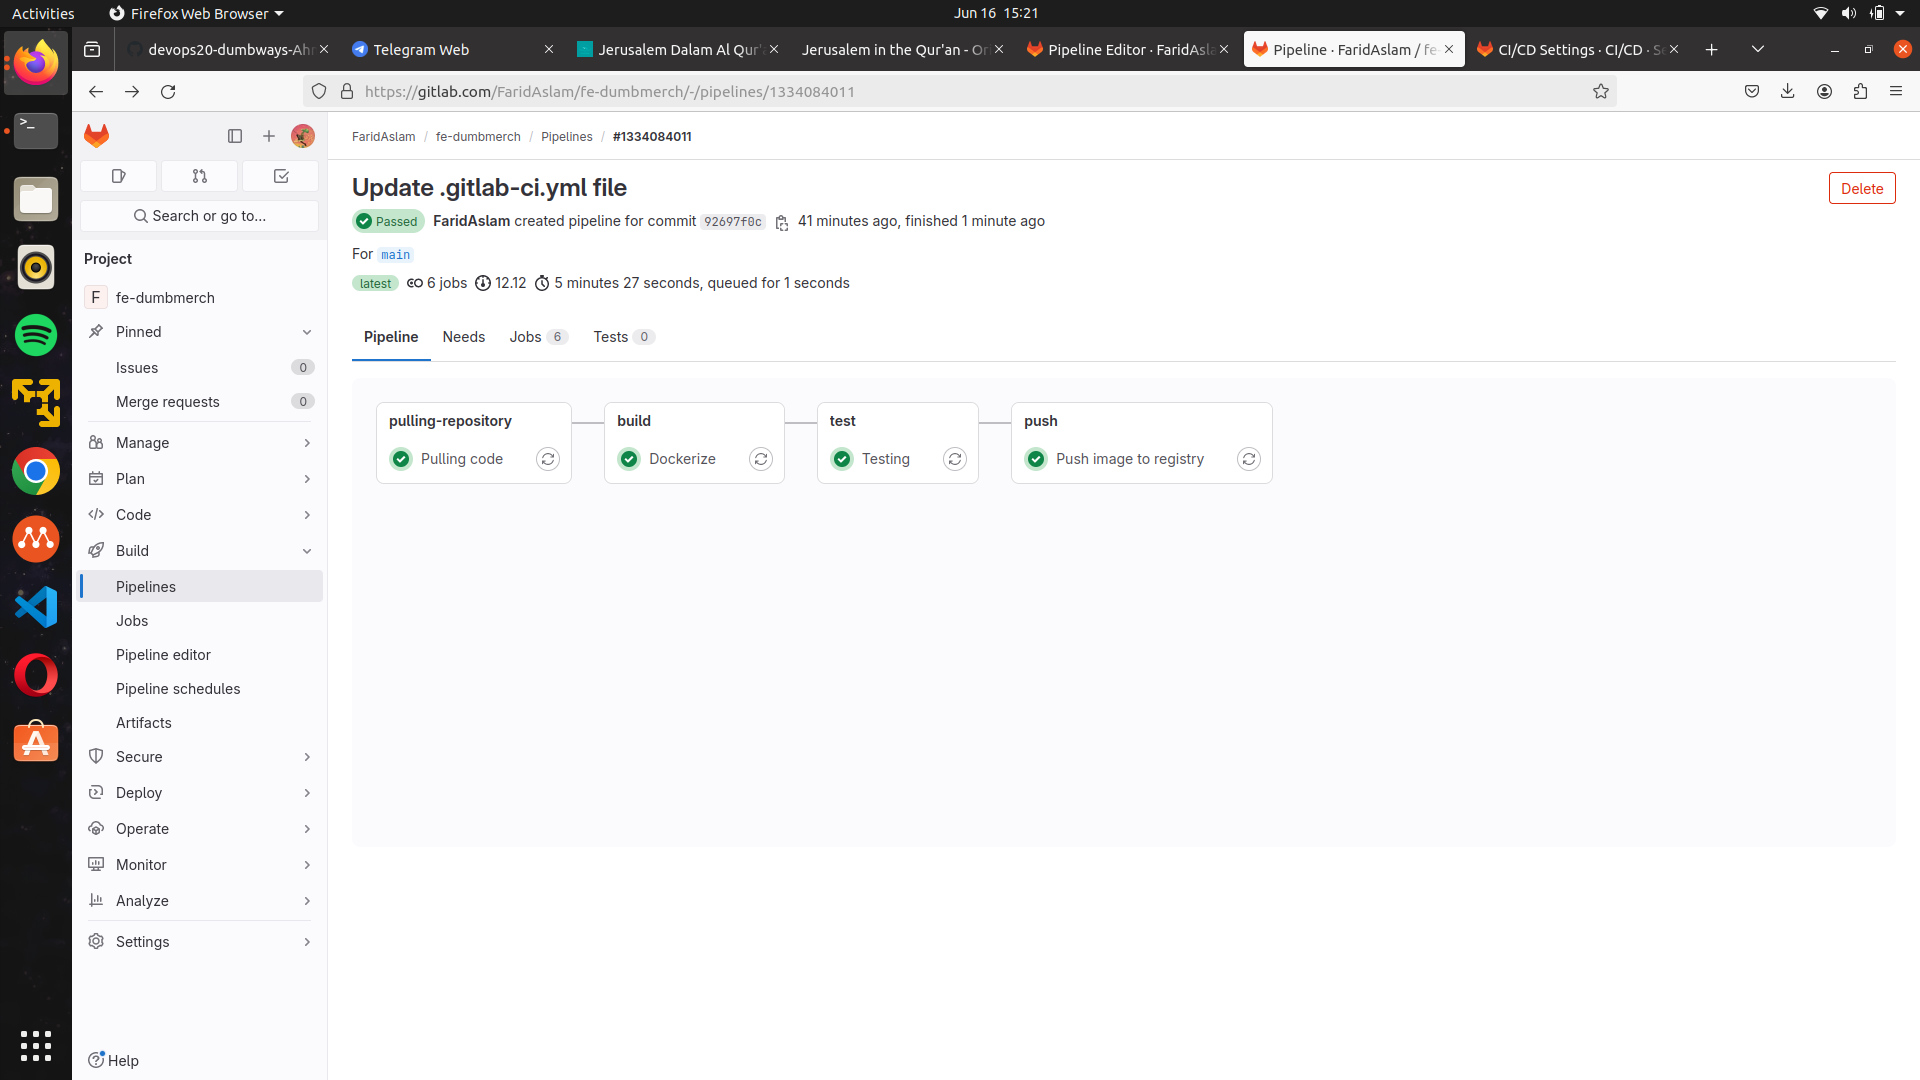 Activities
Firefox Web Browser
Jun 16 15:21
devops20-dumbways-Ah
Telegram Web
Jerusalem Dalam Al Qur'
Jerusalem in the Qur'an - Or
Pipeline Editor · FaridAsla
Pipeline · FaridAslam / fe-
CI/CD Settings · CI/CD · Se
https://gitlab.com/FaridAslam/fe-dumbmerch/-/pipelines/1334084011
FaridAslam / fe-dumbmerch / Pipelines / #1334084011
Search or go to...
Project
F fe-dumbmerch
Pinned
Issues 0
Merge requests 0
Manage
Plan
Code
Build
Pipelines
Jobs
Pipeline editor
Pipeline schedules
Artifacts
Secure
Deploy
Operate
Monitor
Analyze
Settings
Help
Update .gitlab-ci.yml file
Delete
Passed FaridAslam created pipeline for commit 92697f0c 41 minutes ago, finished 1 minute ago
For main
latest 6 jobs 12.12 5 minutes 27 seconds, queued for 1 seconds
Pipeline Needs Jobs 6 Tests 0
pulling-repository
Pulling code
build
Dockerize
test
Testing
push
Push image to registry